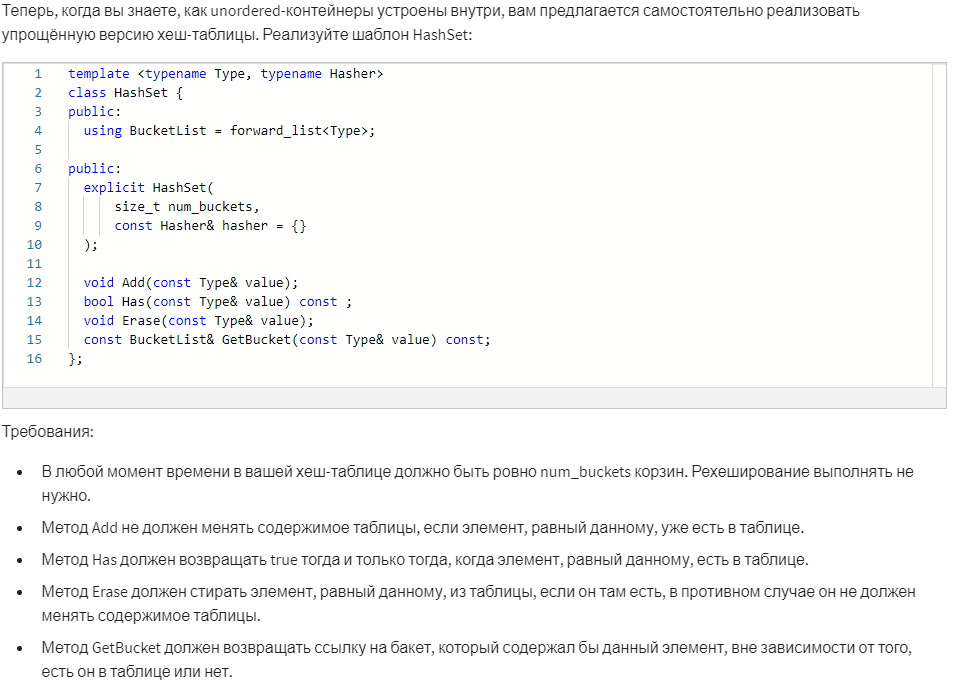 Теперь, когда вы знаете, как unordered-контейнеры устроены внутри, вам предлагается самостоятельно реализовать
упрощённую версию хеш-таблицы. Реализуйте шаблон HashSet:
1 template <typename Type, typename Hasher>
2 class HashSet {
3 public:
4 using BucketList = forward_list<Type>;
5
6 public:
7 explicit HashSet(
8 size_t num_buckets,
9 const Hasher& hasher = {}
10 );
11
12 void Add(const Type& value);
13 bool Has(const Type& value) const ;
14 void Erase(const Type& value);
15 const BucketList& GetBucket(const Type& value) const;
16 };
Требования:
• В любой момент времени в вашей хеш-таблице должно быть ровно num_buckets корзин. Рехеширование выполнять не
нужно.
• Метод Add не должен менять содержимое таблицы, если элемент, равный данному, уже есть в таблице.
• Метод Has должен возвращать true тогда и только тогда, когда элемент, равный данному, есть в таблице.
• Метод Erase должен стирать элемент, равный данному, из таблицы, если он там есть, в противном случае он не должен
менять содержимое таблицы.
• Метод GetBucket должен возвращать ссылку на бакет, который содержал бы данный элемент, вне зависимости от того,
есть он в таблице или нет.